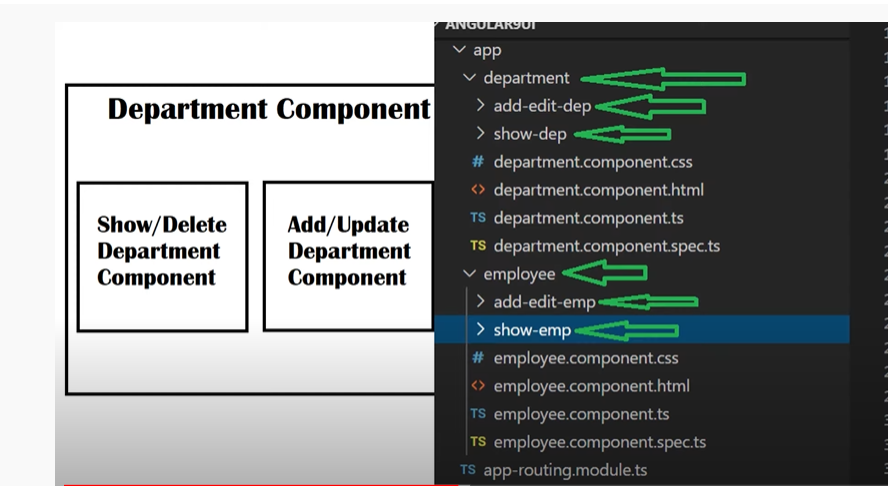 Department Component
Show/Delete
Department
Component
Add/Update
Department
Component
ANGULAR9UI
app
department
add-edit-dep
show-dep
# department.component.css
<> department.component.html
TS department.component.ts
TS department.component.spec.ts
employee
add-edit-emp
show-emp
# employee.component.css
<> employee.component.html
TS employee.component.ts
TS employee.component.spec.ts
TS app-routing.module.ts